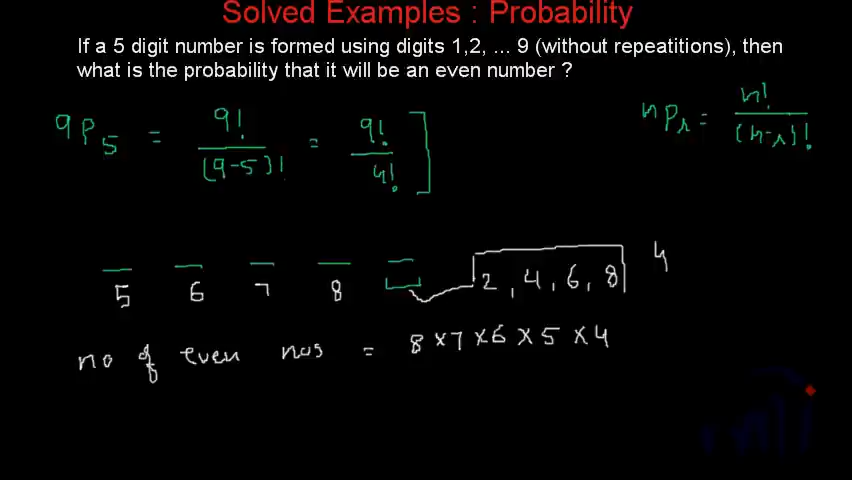 Solved Examples : Probability
If a 5 digit number is formed using digits 1,2, ... 9 (without repeatitions), then
what is the probability that it will be an even number ?
9P5 = 9!/(9-5)! = 9!/4! ]
nPr = n!/(n-r)!
5 6 7 8 2, 4, 6, 8 4
no of even nos = 8 × 7 × 6 × 5 × 4